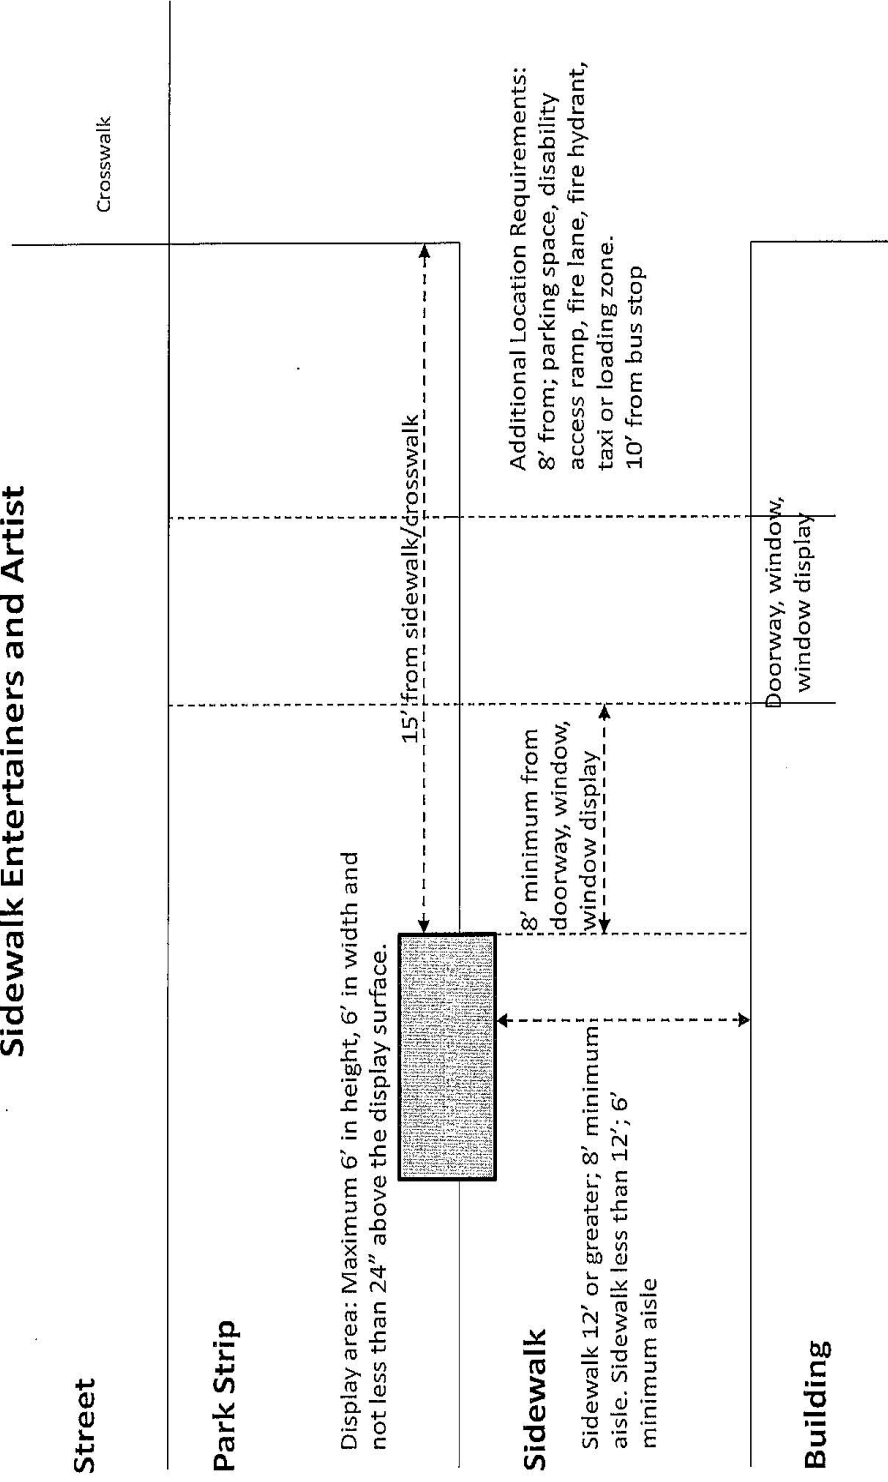 Sidewalk Entertainers and Artist
Street
Crosswalk
Park Strip
Display area: Maximum 6’ in height, 6’ in width and
not less than 24” above the display surface.
15’ from sidewalk/crosswalk
Sidewalk
8’ minimum from
doorway, window,
window display
Additional Location Requirements:
8’ from; parking space, disability
access ramp, fire lane, fire hydrant,
taxi or loading zone.
10’ from bus stop
Sidewalk 12’ or greater; 8’ minimum
aisle. Sidewalk less than 12’; 6’
minimum aisle
Building
Doorway, window,
window display